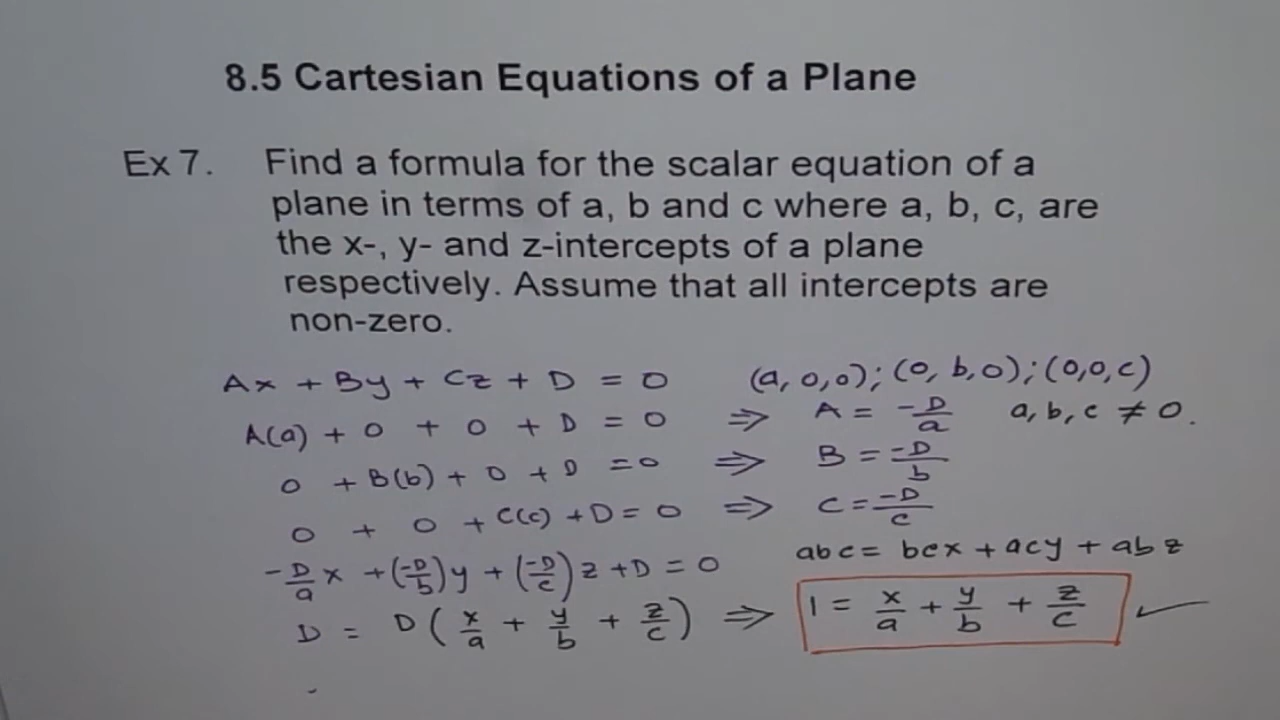 8.5 Cartesian Equations of a Plane
Ex 7. Find a formula for the scalar equation of a
plane in terms of a, b and c where a, b, c, are
the x-, y- and z-intercepts of a plane
respectively. Assume that all intercepts are
non-zero.
Ax + By + Cz + D = 0 (a, 0, 0); (0, b, 0); (0, 0, c)
A(a) + 0 + 0 + D = 0 ⇒ A = -D/a a, b, c ≠ 0.
0 + B(b) + 0 + D = 0 ⇒ B = -D/b
0 + 0 + C(c) + D = 0 ⇒ C = -D/c
-D/a x + (-D/b) y + (-D/c) z + D = 0 abc = bcx + acy + abz
D = D (x/a + y/b + z/c) ⇒ 1 = x/a + y/b + z/c ✓